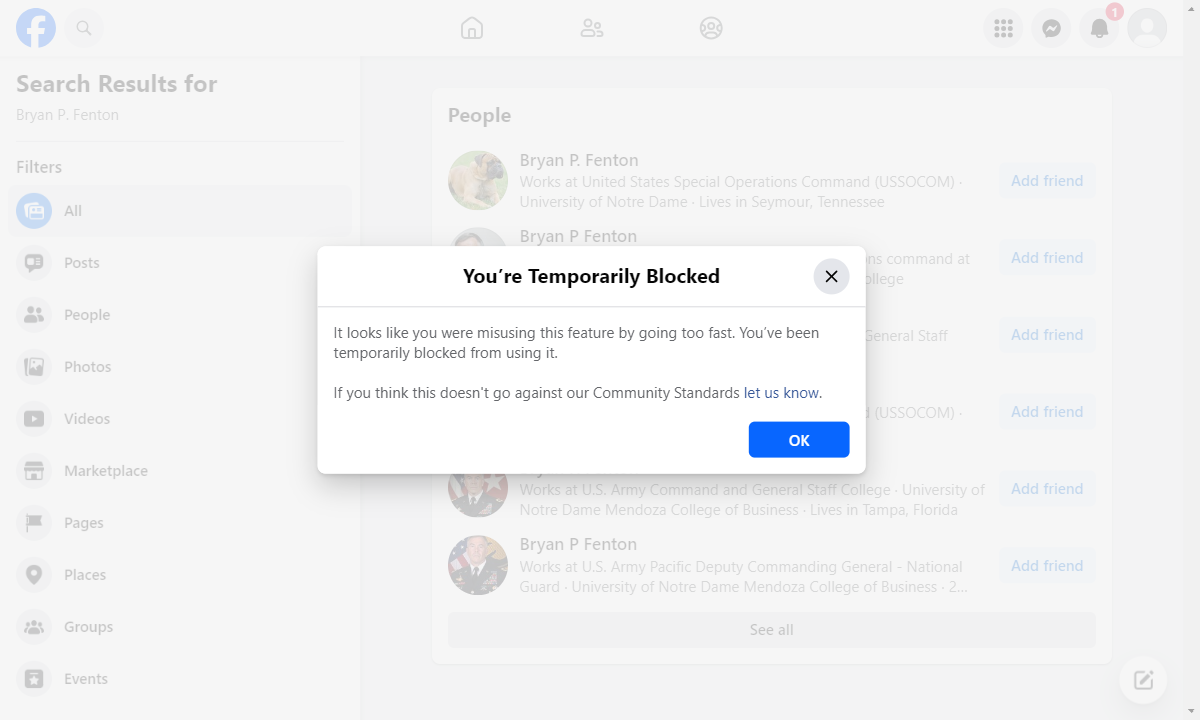 1
Search Results for
Bryan P. Fenton
Filters
All
Posts
People
Photos
Videos
Marketplace
Pages
Places
Groups
Events
People
Bryan P. Fenton
Works at United States Special Operations Command (USSOCOM) ·
University of Notre Dame · Lives in Seymour, Tennessee
Add friend
Bryan P Fenton
command at
Add friend
General Staff
Add friend
(USSOCOM) ·
Add friend
Works at U.S. Army Command and General Staff College · University of
Notre Dame Mendoza College of Business · Lives in Tampa, Florida
Add friend
Bryan P Fenton
Works at U.S. Army Pacific Deputy Commanding General - National
Guard · University of Notre Dame Mendoza College of Business · 2...
Add friend
See all
You're Temporarily Blocked
It looks like you were misusing this feature by going too fast. You've been
temporarily blocked from using it.
If you think this doesn't go against our Community Standards let us know.
OK